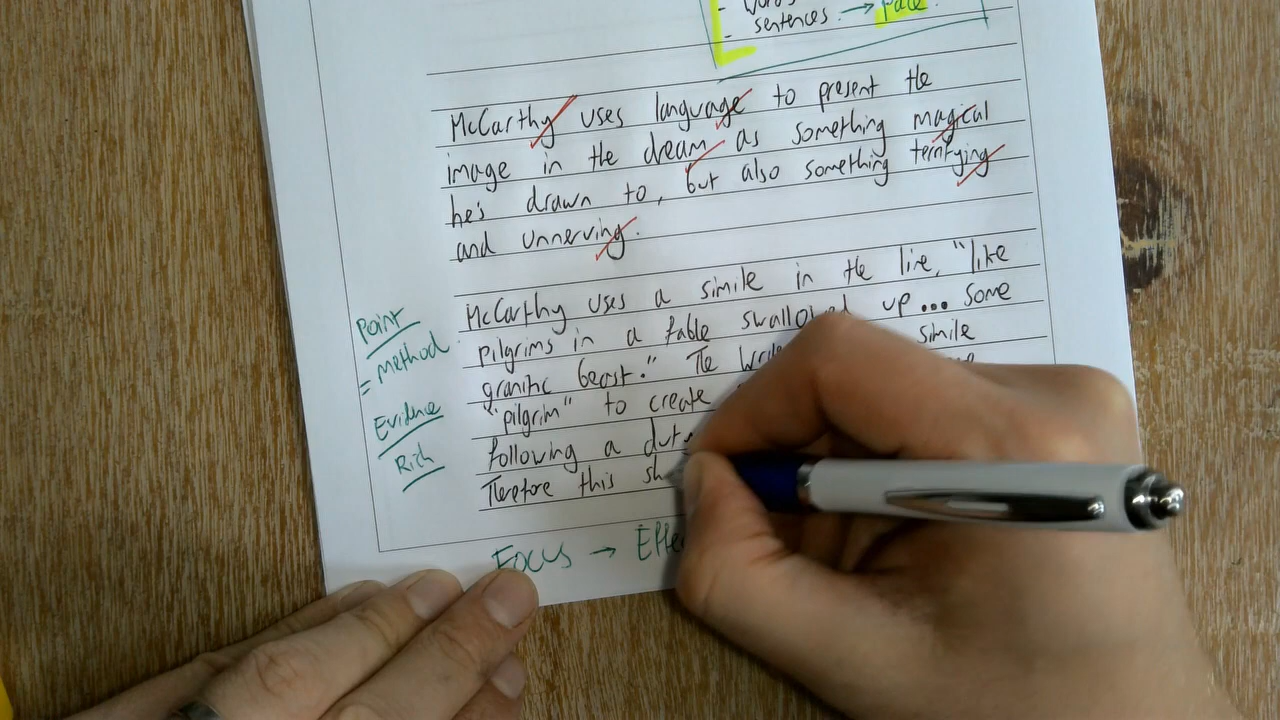 - words
- sentences. → pace.
McCarthy uses language to present the
image in the dream as something magical
he's drawn to, but also something terrifying
and unnerving.
McCarthy uses a simile in the line, "like
pilgrims in a fable swallowed up... some
granitic beast." The simile
"pilgrim" to create
following a
Therefore this
Point
= Method
Evidence
Rich
Focus →